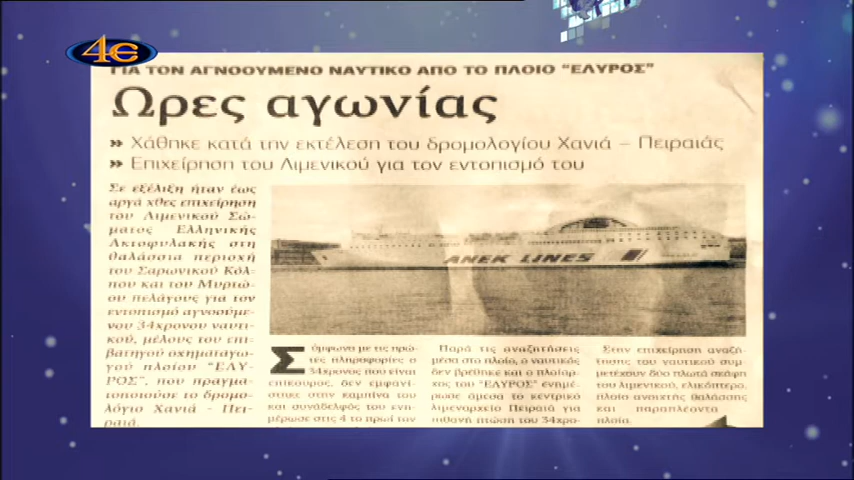 4e
ΓΙΑ ΤΟΝ ΑΓΝΟΟΥΜΕΝΟ ΝΑΥΤΙΚΟ ΑΠΟ ΤΟ ΠΛΟΙΟ "ΕΛΥΡΟΣ"
Ώρες αγωνίας
» Χάθηκε κατά την εκτέλεση του δρομολογίου Χανιά – Πειραιάς
» Επιχείρηση του Λιμενικού για τον εντοπισμό του
Σε εξέλιξη ήταν έως
αργά χθες επιχείρηση
του Λιμενικού Σώ-
ματος Ελληνικής
Ακτοφυλακής στη
θαλάσσια περιοχή
του Σαρωνικού Κόλ-
που και του Μυρτώ-
ου πελάγους για τον
εντοπισμό αγνοούμε-
νου 34χρονου ναυτι-
κού, μέλους του επι-
βατηγού οχηματαγω-
γού πλοίου "ΕΛΥ-
ΡΟΣ", που πραγμα-
τοποιούσε το δρομο-
λόγιο Χανιά - Πει-
ραιά.
ANEK LINES
Σύμφωνα με τις πρώ-
τες πληροφορίες ο
34χρονος που είναι
επίκουρος, δεν εμφανί-
στηκε στην καμπίνα του
και συνάδελφός του ενη-
μέρωσε στις 4 το πρωί τον
Παρά τις αναζητήσεις
μέσα στο πλοίο, ο ναυτικός
δεν βρέθηκε και ο πλοίαρ-
χος του "ΕΛΥΡΟΣ" ενημέ-
ρωσε άμεσα το κεντρικό
λιμεναρχείο Πειραιά για
πιθανή πτώση του 34χρο-
Στην επιχείρηση αναζή-
τησης του ναυτικού συμ-
μετέχουν δύο πλωτά σκάφη
του λιμενικού, ελικόπτερο,
πλοίο ανοιχτής θαλάσσης
και παραπλέοντα
πλοία.